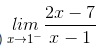 ) lim x→1⁻ (2x − 7)/(x − 1)